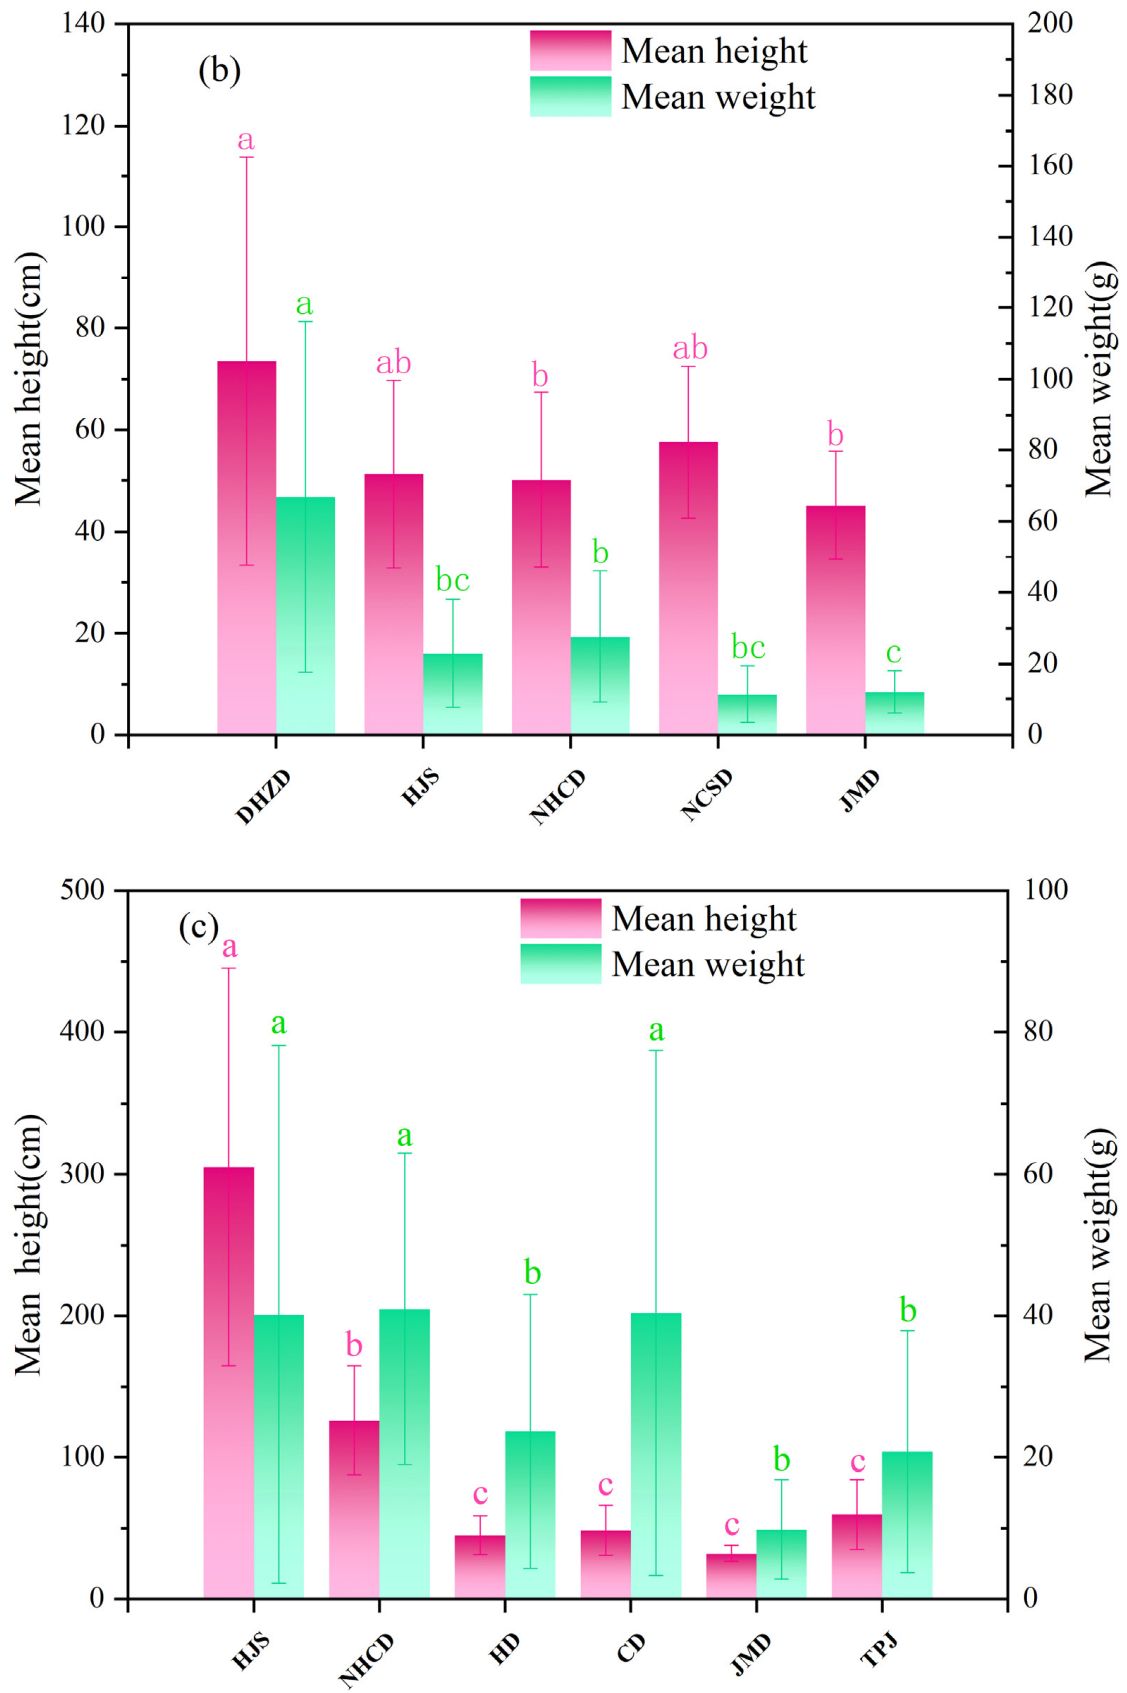 (b)
Mean height
Mean weight
140
120
100
80
60
40
20
0
Mean height(cm)
200
180
160
140
120
100
80
60
40
20
0
Mean weight(g)
a
a
ab
bc
b
b
ab
bc
b
c
DHZD
HJS
NHCD
NCSD
JMD
(c)
Mean height
Mean weight
500
400
300
200
100
0
Mean height(cm)
100
80
60
40
20
0
Mean weight(g)
a
a
b
a
c
b
c
a
c
b
c
b
HJS
NHCD
HD
CD
JMD
TPJ